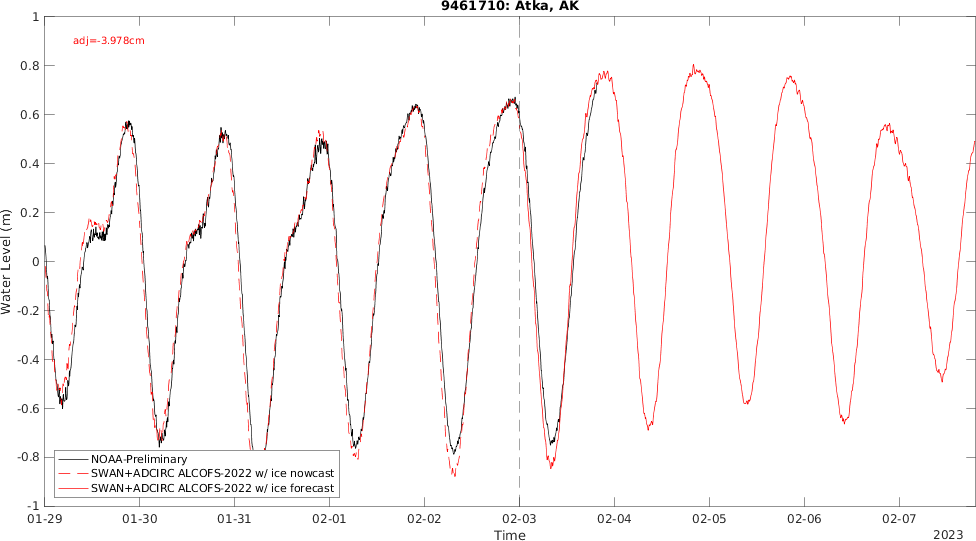 9461710: Atka, AK
adj=-3.978cm
1
0.8
0.6
0.4
0.2
0
-0.2
-0.4
-0.6
-0.8
-1
Water Level (m)
NOAA-Preliminary
SWAN+ADCIRC ALCOFS-2022 w/ ice nowcast
SWAN+ADCIRC ALCOFS-2022 w/ ice forecast
01-29 01-30 01-31 02-01 02-02 02-03 02-04 02-05 02-06 02-07
Time
2023